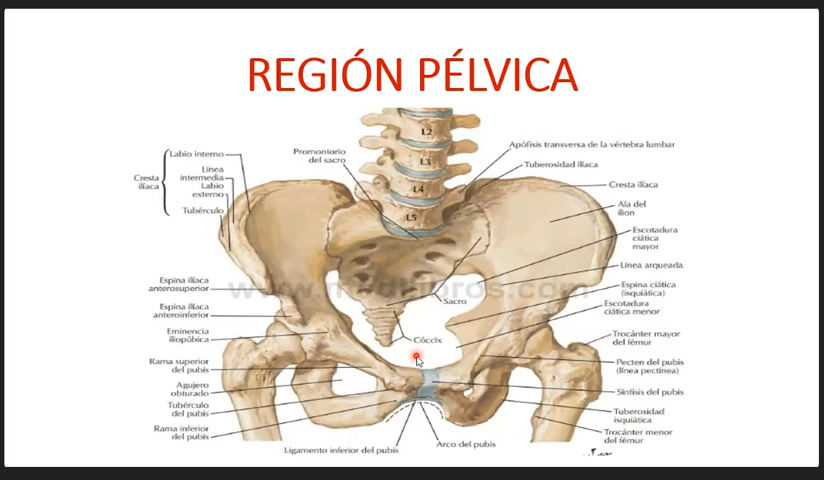 REGIÓN PÉLVICA
L2
L3
L4
L5
Promontorio
del sacro
Labio interno
Línea
intermedia
Labio
externo
Tubérculo
Cresta
ilíaca
Espina ilíaca
anterosuperior
Espina ilíaca
anteroinferior
Eminencia
iliopúbica
Rama superior
del pubis
Agujero
obturado
Tubérculo
del pubis
Rama inferior
del pubis
Ligamento inferior del pubis
Arco del pubis
Sacro
Cóccix
Apófisis transversa de la vértebra lumbar
Tuberosidad ilíaca
Cresta ilíaca
Ala del
ilion
Escotadura
ciática
mayor
Línea arqueada
Espina ciática
(isquiática)
Escotadura
ciática menor
Trocánter mayor
del fémur
Pecten del pubis
(línea pectínea)
Sínfisis del pubis
Tuberosidad
isquiática
Trocánter menor
del fémur